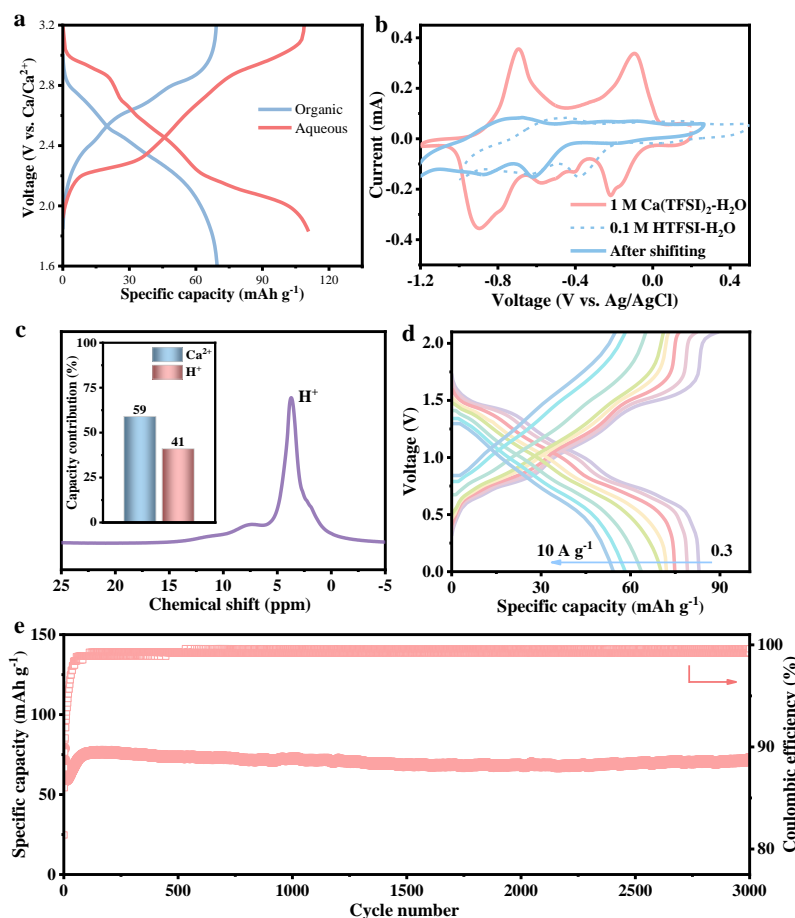 a
3.2
2.8
2.4
2.0
1.6
Voltage (V vs. Ca/Ca²⁺)
Organic
Aqueous
0 30 60 90 120
Specific capacity (mAh g⁻¹)
b
0.4
0.2
0.0
-0.2
-0.4
Current (mA)
1 M Ca(TFSI)₂-H₂O
0.1 M HTFSI-H₂O
After shifiting
-1.2 -0.8 -0.4 0.0 0.4
Voltage (V vs. Ag/AgCl)
c
100
75
50
25
0
Capacity contribution (%)
Ca²⁺
H⁺
59
41
H⁺
25 20 15 10 5 0 -5
Chemical shift (ppm)
d
2.0
1.5
1.0
0.5
0.0
Voltage (V)
10 A g⁻¹
0.3
0 30 60 90
Specific capacity (mAh g⁻¹)
e
150
100
75
50
0
Specific capacity (mAh g⁻¹)
100
90
80
Coulombic efficiency (%)
0 500 1000 1500 2000 2500 3000
Cycle number